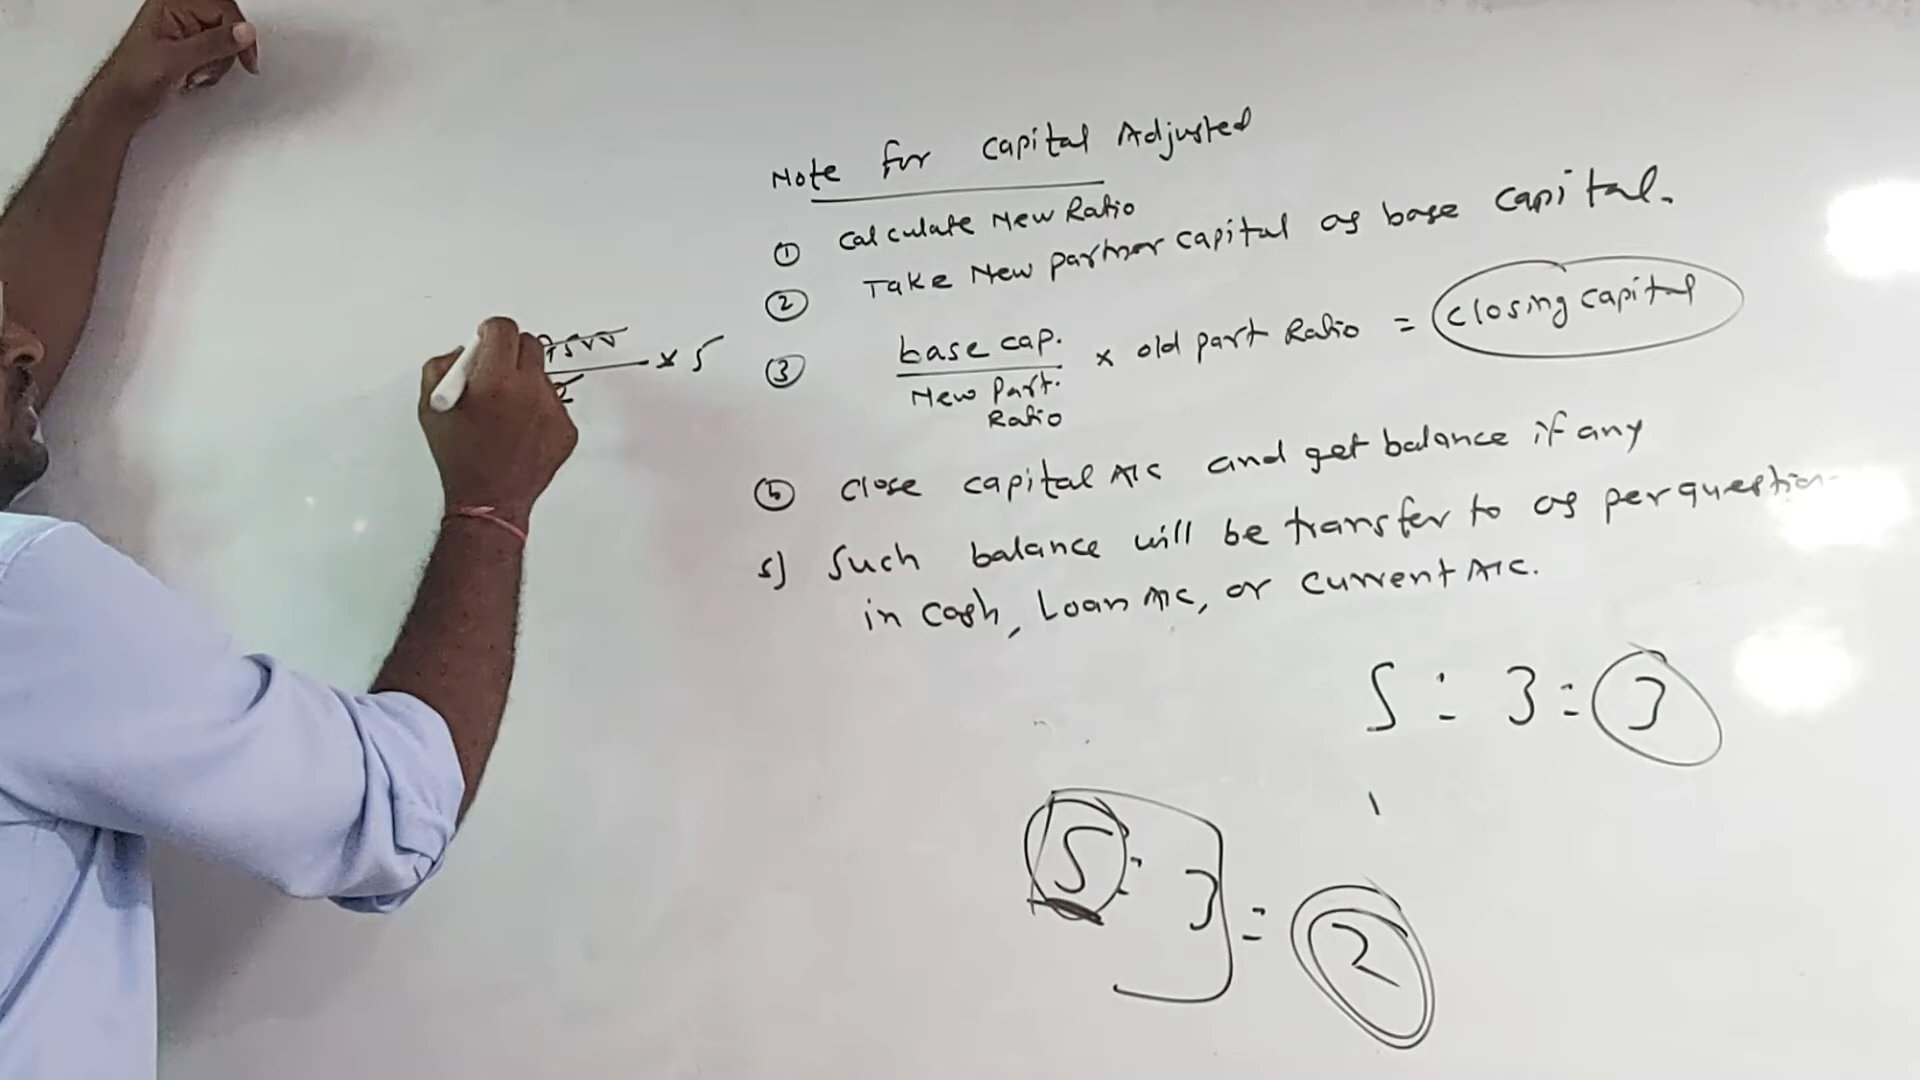 Note for Capital Adjusted
① Calculate New Ratio
② Take New partner capital as base capital.
③ base cap. / New Part. Ratio × old part Ratio = closing capital
④ close capital A/c and get balance if any
5) Such balance will be transfer to as per question
in cash, Loan A/c, or current A/c.
× 5
5 : 3 : 3
5 : 3 = 2